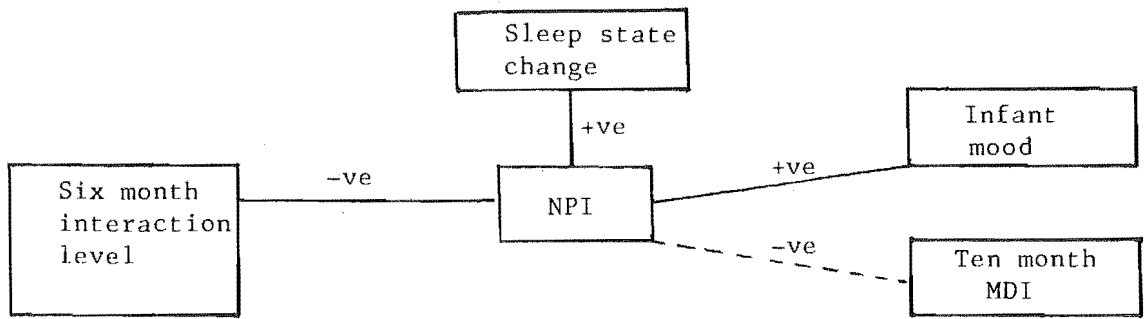 Sleep state
change
+ve
Infant
mood
+ve
Six month
interaction
level
-ve
NPI
-ve
Ten month
MDI